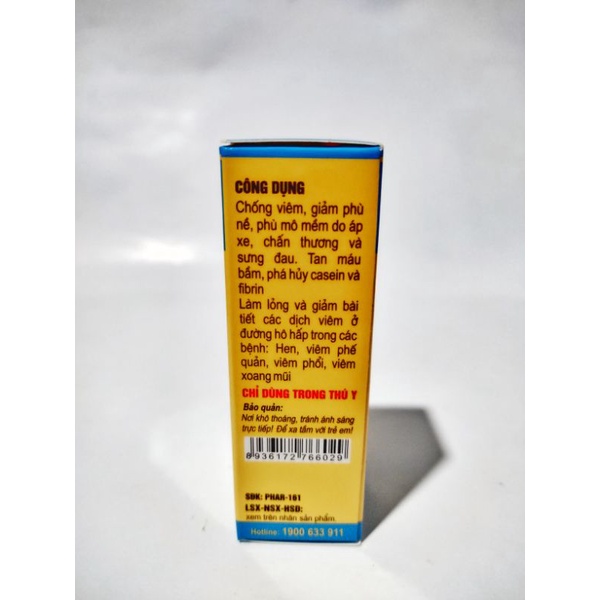 CÔNG DỤNG
Chống viêm, giảm phù
nề, phù mô mềm do áp
xe, chấn thương và
sưng đau. Tan máu
bầm, phá hủy casein và
fibrin
Làm lỏng và giảm bài
tiết các dịch viêm ở
đường hô hấp trong các
bệnh: Hen, viêm phế
quản, viêm phổi, viêm
xoang mũi
CHỈ DÙNG TRONG THÚ Y
Bảo quản:
Nơi khô thoáng, tránh ánh sáng
trực tiếp! Để xa tầm với trẻ em!
8936172766029
SĐK: PHAR-161
LSX-NSX-HSD:
xem trên nhãn sản phẩm.
Hotline: 1900 633 911